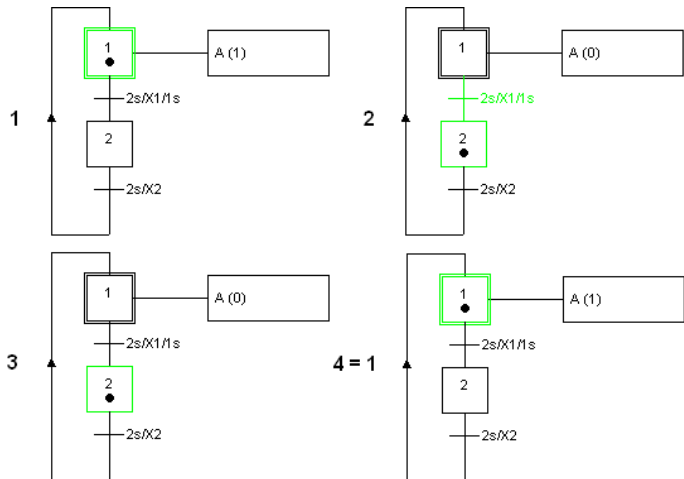 1
A (1)
2s/X1/1s
1
2
2s/X2
1
A (0)
2s/X1/1s
2
2
2s/X2
1
A (0)
2s/X1/1s
3
2
2s/X2
1
A (1)
2s/X1/1s
4 = 1
2
2s/X2